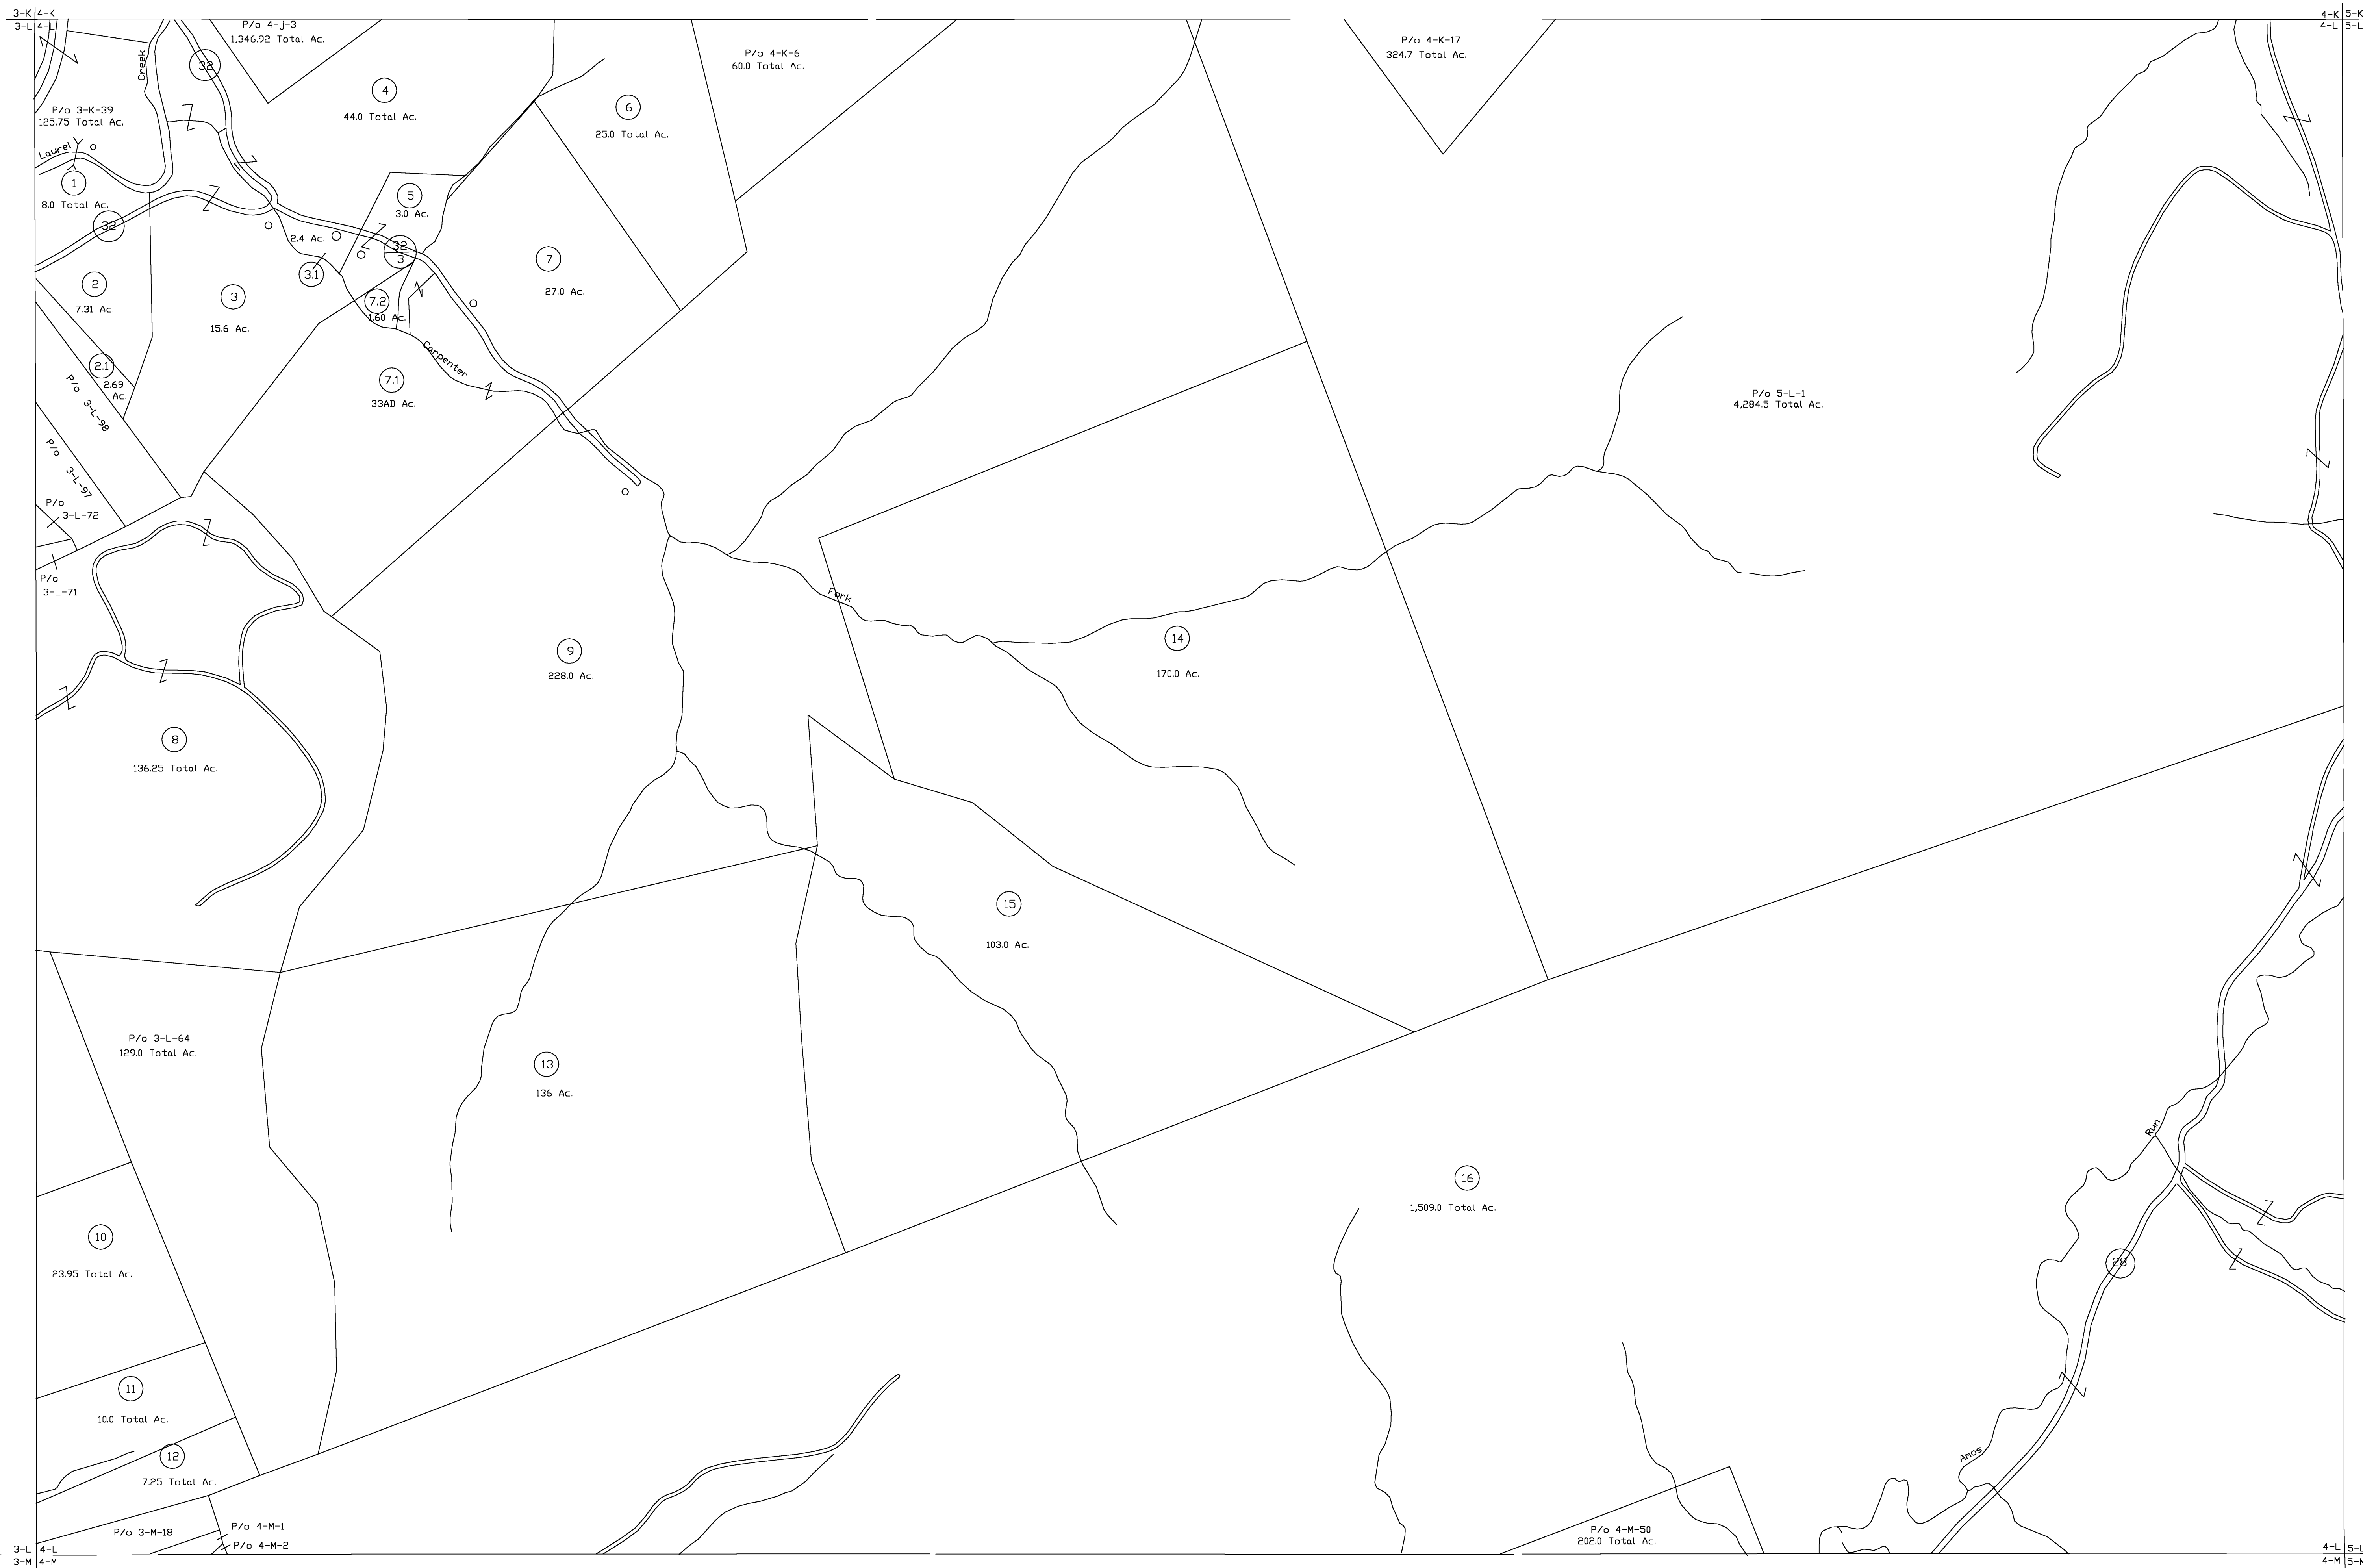 3-K 4-K
3-L 4-L
4-K 5-K
4-L 5-L
P/o 4-j-3
1,346.92 Total Ac.
P/o 4-K-6
60.0 Total Ac.
P/o 4-K-17
324.7 Total Ac.
Creek
32
4
44.0 Total Ac.
6
25.0 Total Ac.
P/o 3-K-39
125.75 Total Ac.
Laurel
1
8.0 Total Ac.
32
5
3.0 Ac.
2.4 Ac.
32
3
3.1
7
27.0 Ac.
2
7.31 Ac.
3
15.6 Ac.
7.2
1.60 Ac.
Carpenter
2.1
2.69
Ac.
7.1
33AD Ac.
P/o 3-L-98
P/o 3-L-97
P/o 5-L-1
4,284.5 Total Ac.
P/o
3-L-72
P/o
3-L-71
Fork
14
170.0 Ac.
9
228.0 Ac.
8
136.25 Total Ac.
15
103.0 Ac.
P/o 3-L-64
129.0 Total Ac.
13
136 Ac.
Run
16
1,509.0 Total Ac.
10
23.95 Total Ac.
28
11
10.0 Total Ac.
12
7.25 Total Ac.
Amos
P/o 3-M-18
P/o 4-M-1
P/o 4-M-2
P/o 4-M-50
202.0 Total Ac.
3-L 4-L
3-M 4-M
4-L 5-L
4-M 5-M